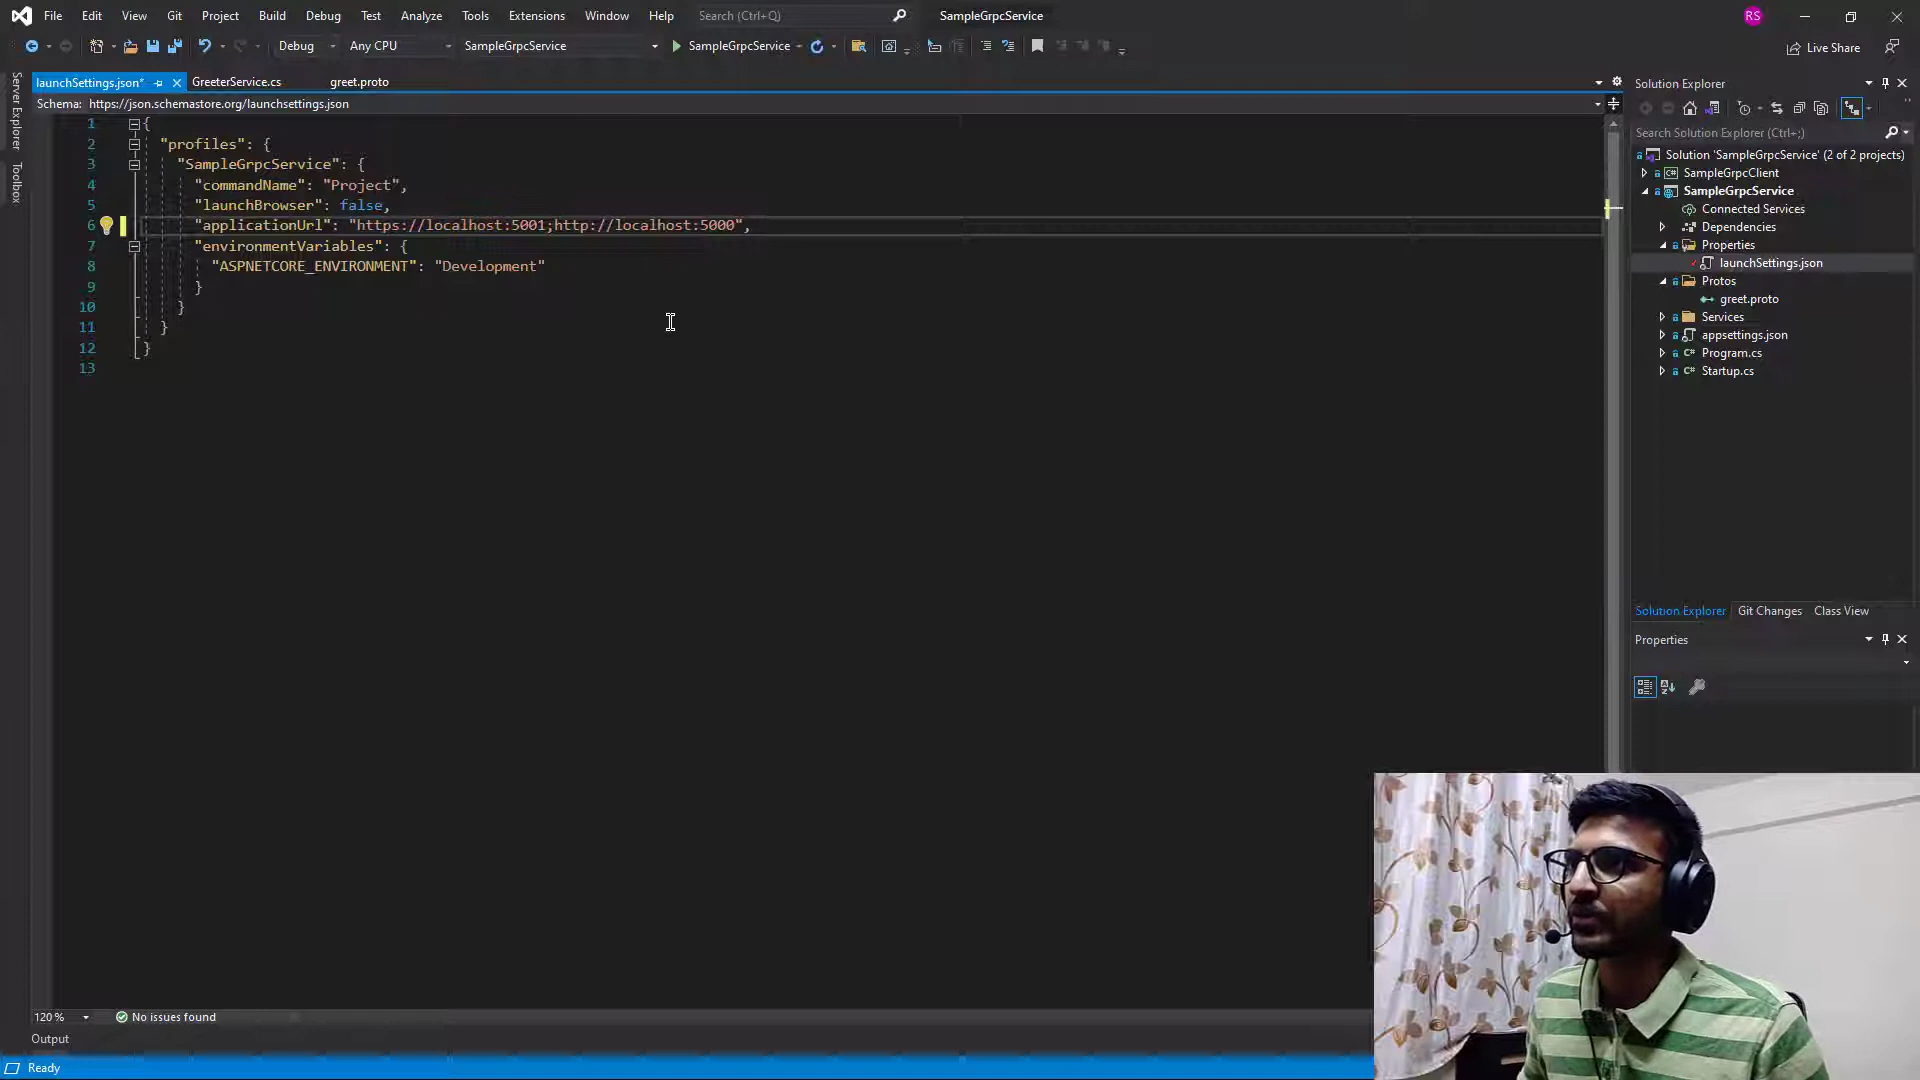 File Edit View Git Project Build Debug Test Analyze Tools Extensions Window Help Search (Ctrl+Q) SampleGrpcService RS
Debug Any CPU SampleGrpcService SampleGrpcService Live Share
launchSettings.json* GreeterService.cs greet.proto
Schema: https://json.schemastore.org/launchsettings.json
1 {
2 "profiles": {
3 "SampleGrpcService": {
4 "commandName": "Project",
5 "launchBrowser": false,
6 "applicationUrl": "https://localhost:5001;http://localhost:5000",
7 "environmentVariables": {
8 "ASPNETCORE_ENVIRONMENT": "Development"
9 }
10 }
11 }
12 }
13
Server Explorer
Toolbox
Solution Explorer
Search Solution Explorer (Ctrl+;)
Solution 'SampleGrpcService' (2 of 2 projects)
SampleGrpcClient
SampleGrpcService
Connected Services
Dependencies
Properties
launchSettings.json
Protos
greet.proto
Services
appsettings.json
Program.cs
Startup.cs
Solution Explorer Git Changes Class View
Properties
120 % No issues found
Output
Ready